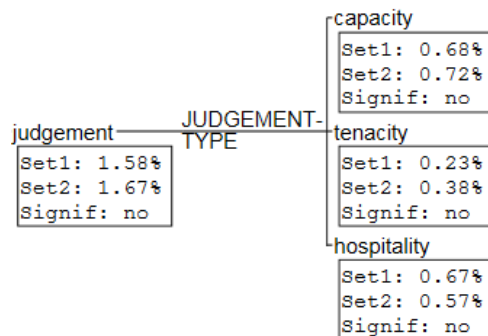 capacity
Set1: 0.68%
Set2: 0.72%
Signif: no
judgement
JUDGEMENT-
TYPE
Set1: 1.58%
Set2: 1.67%
Signif: no
tenacity
Set1: 0.23%
Set2: 0.38%
Signif: no
hospitality
Set1: 0.67%
Set2: 0.57%
Signif: no